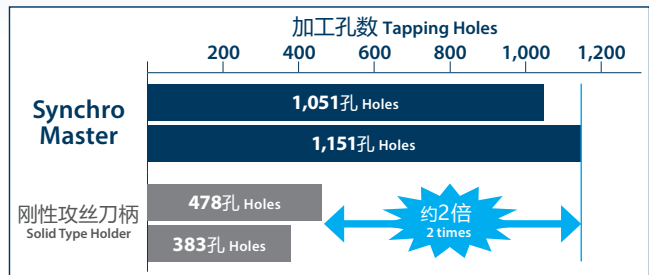 加工孔数 Tapping Holes
200 400 600 800 1,000 1,200
Synchro
Master
1,051孔 Holes
1,151孔 Holes
刚性攻丝刀柄
Solid Type Holder
478孔 Holes
383孔 Holes
约2倍
2 times